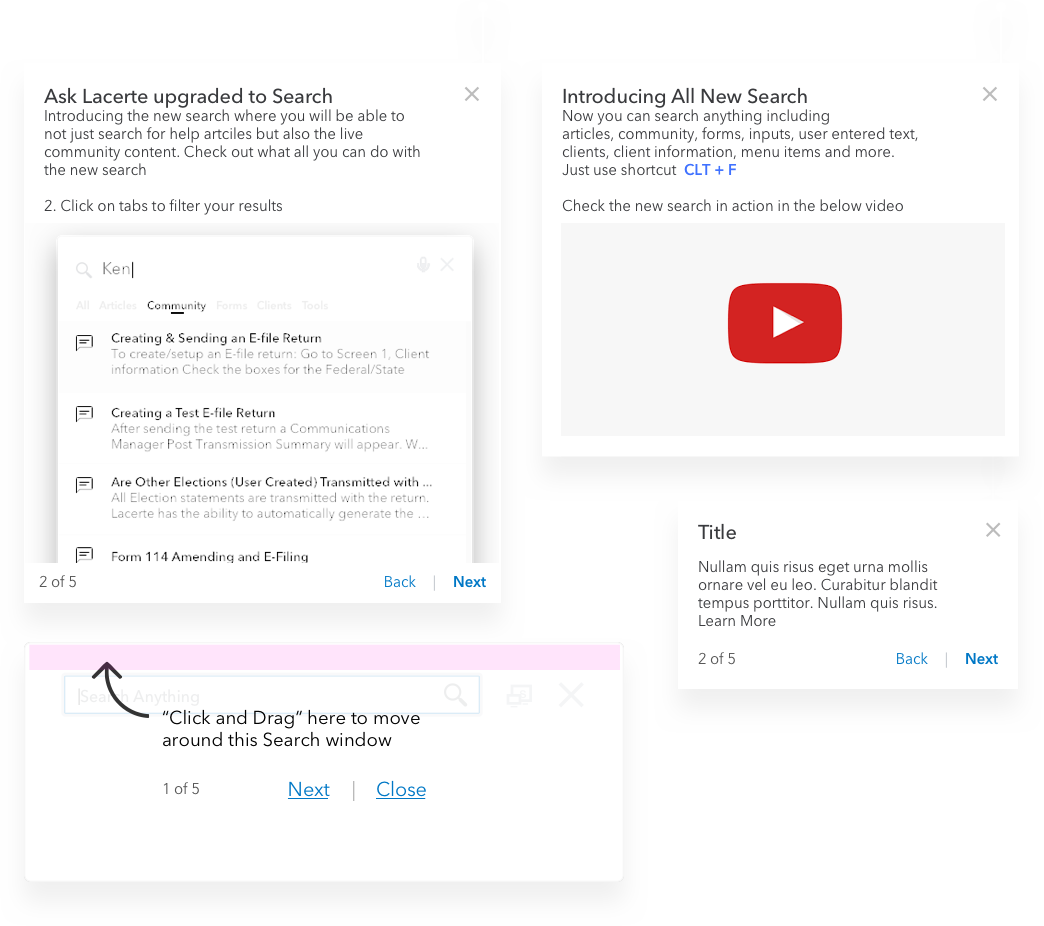 Ask Lacerte upgraded to Search
Introducing the new search where you will be able to
not just search for help artciles but also the live
community content. Check out what all you can do with
the new search
2. Click on tabs to filter your results
Ken
All Articles Community Forms Clients Tools
Creating & Sending an E-file Return
To create/setup an E-file return: Go to Screen 1, Client
information Check the boxes for the Federal/State
Creating a Test E-file Return
After sending the test return a Communications
Manager Post Transmission Summary will appear. W...
Are Other Elections (User Created) Transmitted with ...
All Election statements are transmitted with the return.
Lacerte has the ability to automatically generate the ...
Form 114 Amending and E-Filing
2 of 5 Back | Next
Introducing All New Search
Now you can search anything including
articles, community, forms, inputs, user entered text,
clients, client information, menu items and more.
Just use shortcut CLT + F
Check the new search in action in the below video
Title
Nullam quis risus eget urna mollis
ornare vel eu leo. Curabitur blandit
tempus porttitor. Nullam quis risus.
Learn More
2 of 5 Back | Next
Search Anything
“Click and Drag” here to move
around this Search window
1 of 5 Next | Close